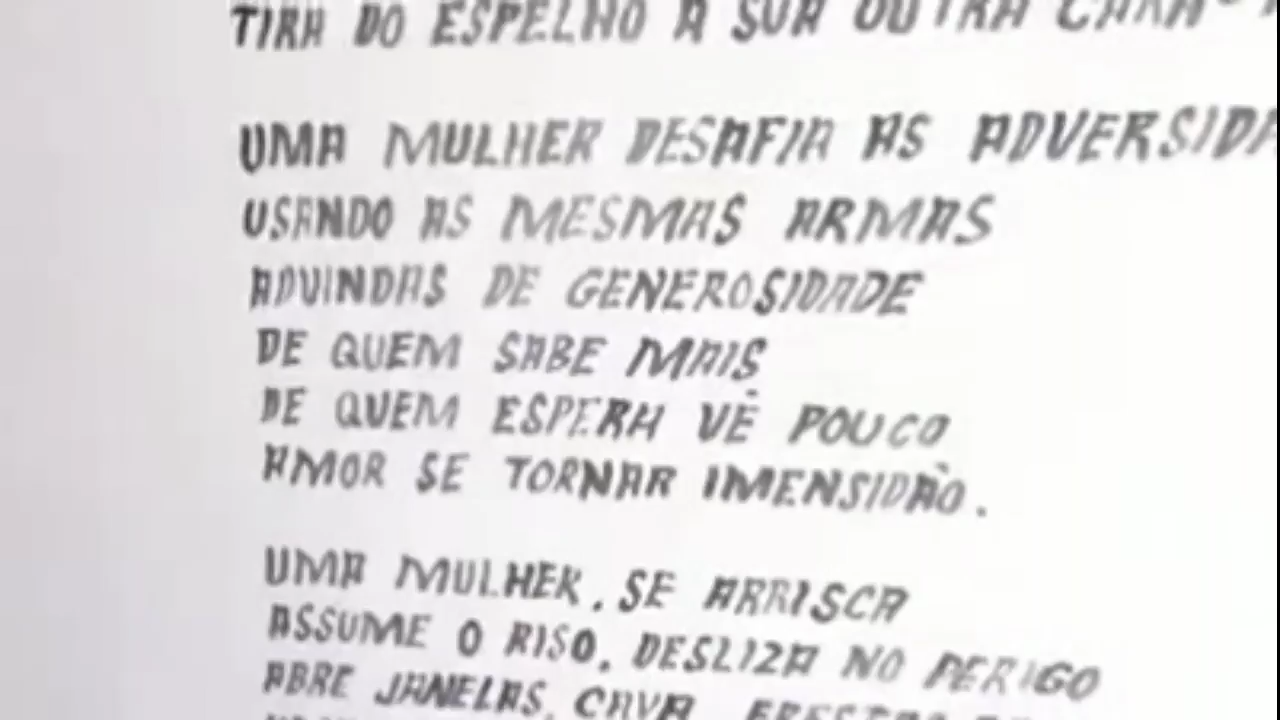 TIRA DO ESPELHO A SUA OUTRA CARA
UMA MULHER DESAFIA AS ADVERSIDA
USANDO AS MESMAS ARMAS
ADVINDAS DE GENEROSIDADE
DE QUEM SABE MAIS
DE QUEM ESPERA VÊ POUCO
AMOR SE TORNAR IMENSIDÃO.
UMA MULHER, SE ARRISCA
ASSUME O RISO, DESLIZA NO PERIGO
ABRE JANELAS, CAVA